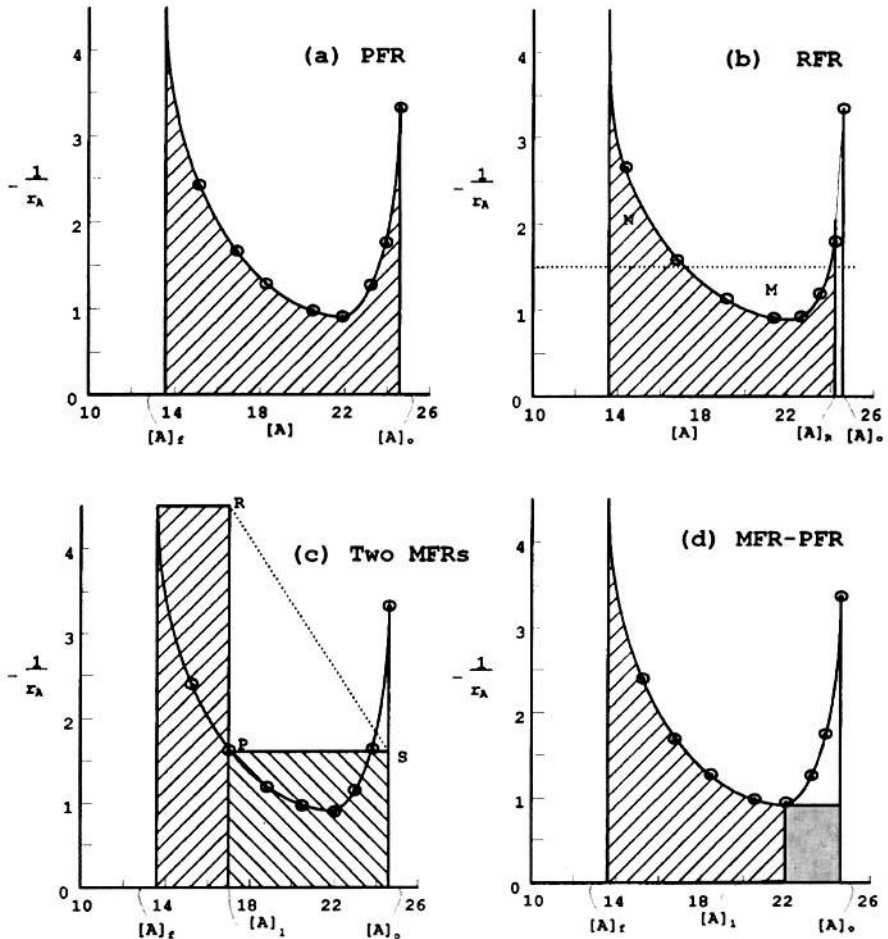 (a) PFR
4
3
- 1/r_A
2
1
0
10 14 18 22 26
[A]_f [A] [A]_o
(b) RFR
4
3
- 1/r_A
2
N
M
1
0
10 14 18 22 26
[A] [A]_R [A]_o
R
(c) Two MFRs
4
3
- 1/r_A
2
P
S
1
0
10 14 18 22 26
[A]_f [A]_1 [A]_o
(d) MFR-PFR
4
3
- 1/r_A
2
1
0
10 14 18 22 26
[A]_f [A]_1 [A]_o